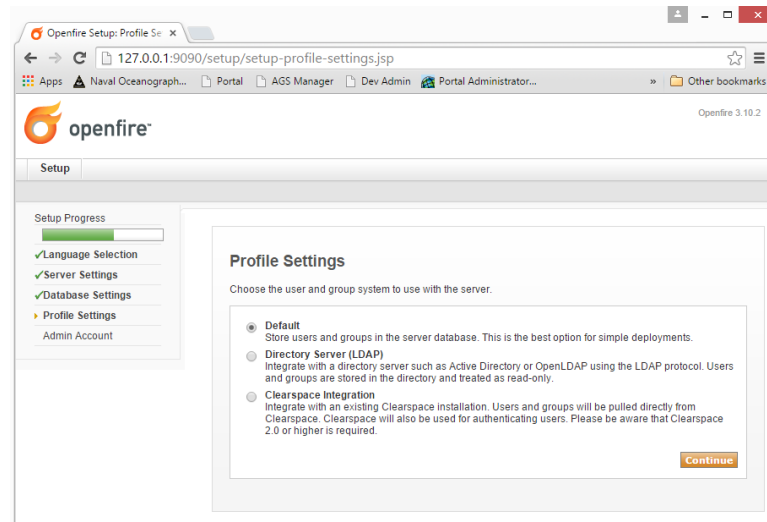 Openfire Setup: Profile Se
127.0.0.1:9090/setup/setup-profile-settings.jsp
Apps Naval Oceanograph... Portal AGS Manager Dev Admin Portal Administrator... » Other bookmarks
openfire™
Openfire 3.10.2
Setup
Setup Progress
Language Selection
Server Settings
Database Settings
Profile Settings
Admin Account
Profile Settings
Choose the user and group system to use with the server.
Default
Store users and groups in the server database. This is the best option for simple deployments.
Directory Server (LDAP)
Integrate with a directory server such as Active Directory or OpenLDAP using the LDAP protocol. Users
and groups are stored in the directory and treated as read-only.
Clearspace Integration
Integrate with an existing Clearspace installation. Users and groups will be pulled directly from
Clearspace. Clearspace will also be used for authenticating users. Please be aware that Clearspace
2.0 or higher is required.
Continue